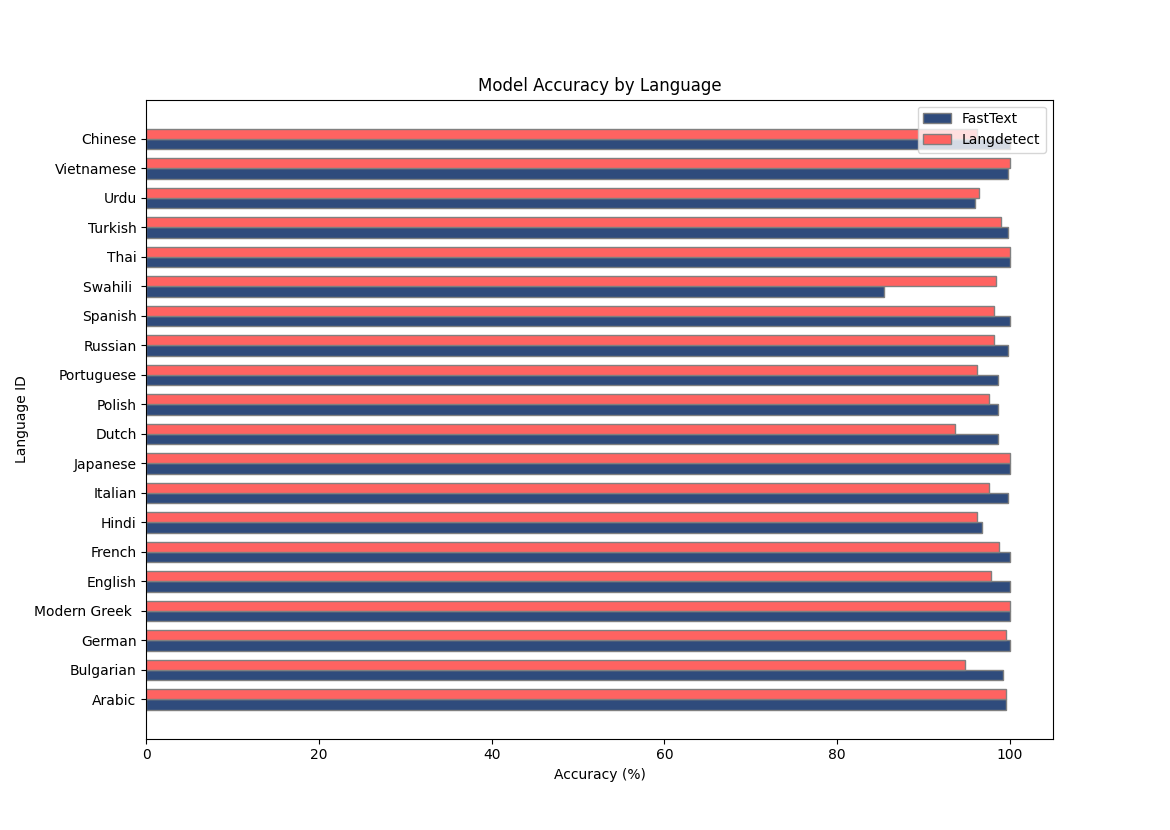 Model Accuracy by Language
FastText
Langdetect
Chinese
Vietnamese
Urdu
Turkish
Thai
Swahili
Spanish
Russian
Portuguese
Polish
Dutch
Japanese
Italian
Hindi
French
English
Modern Greek
German
Bulgarian
Arabic
Language ID
0 20 40 60 80 100
Accuracy (%)